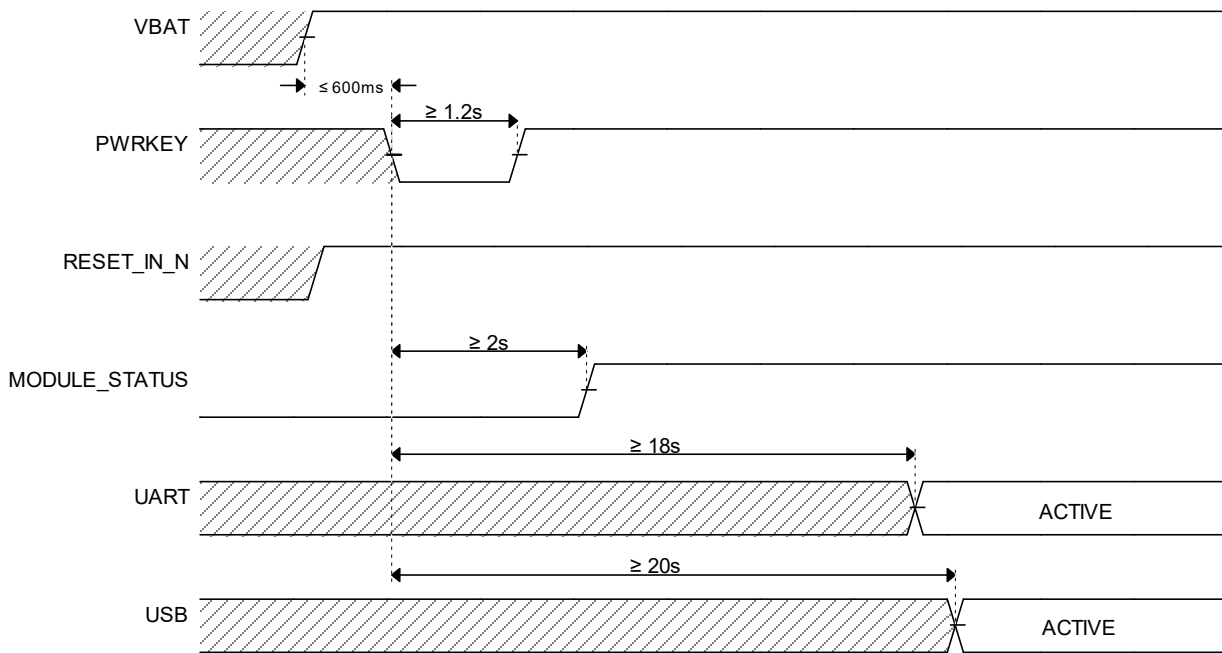 VBAT
≤ 600ms
≥ 1.2s
PWRKEY
RESET_IN_N
≥ 2s
MODULE_STATUS
≥ 18s
UART
ACTIVE
≥ 20s
USB
ACTIVE